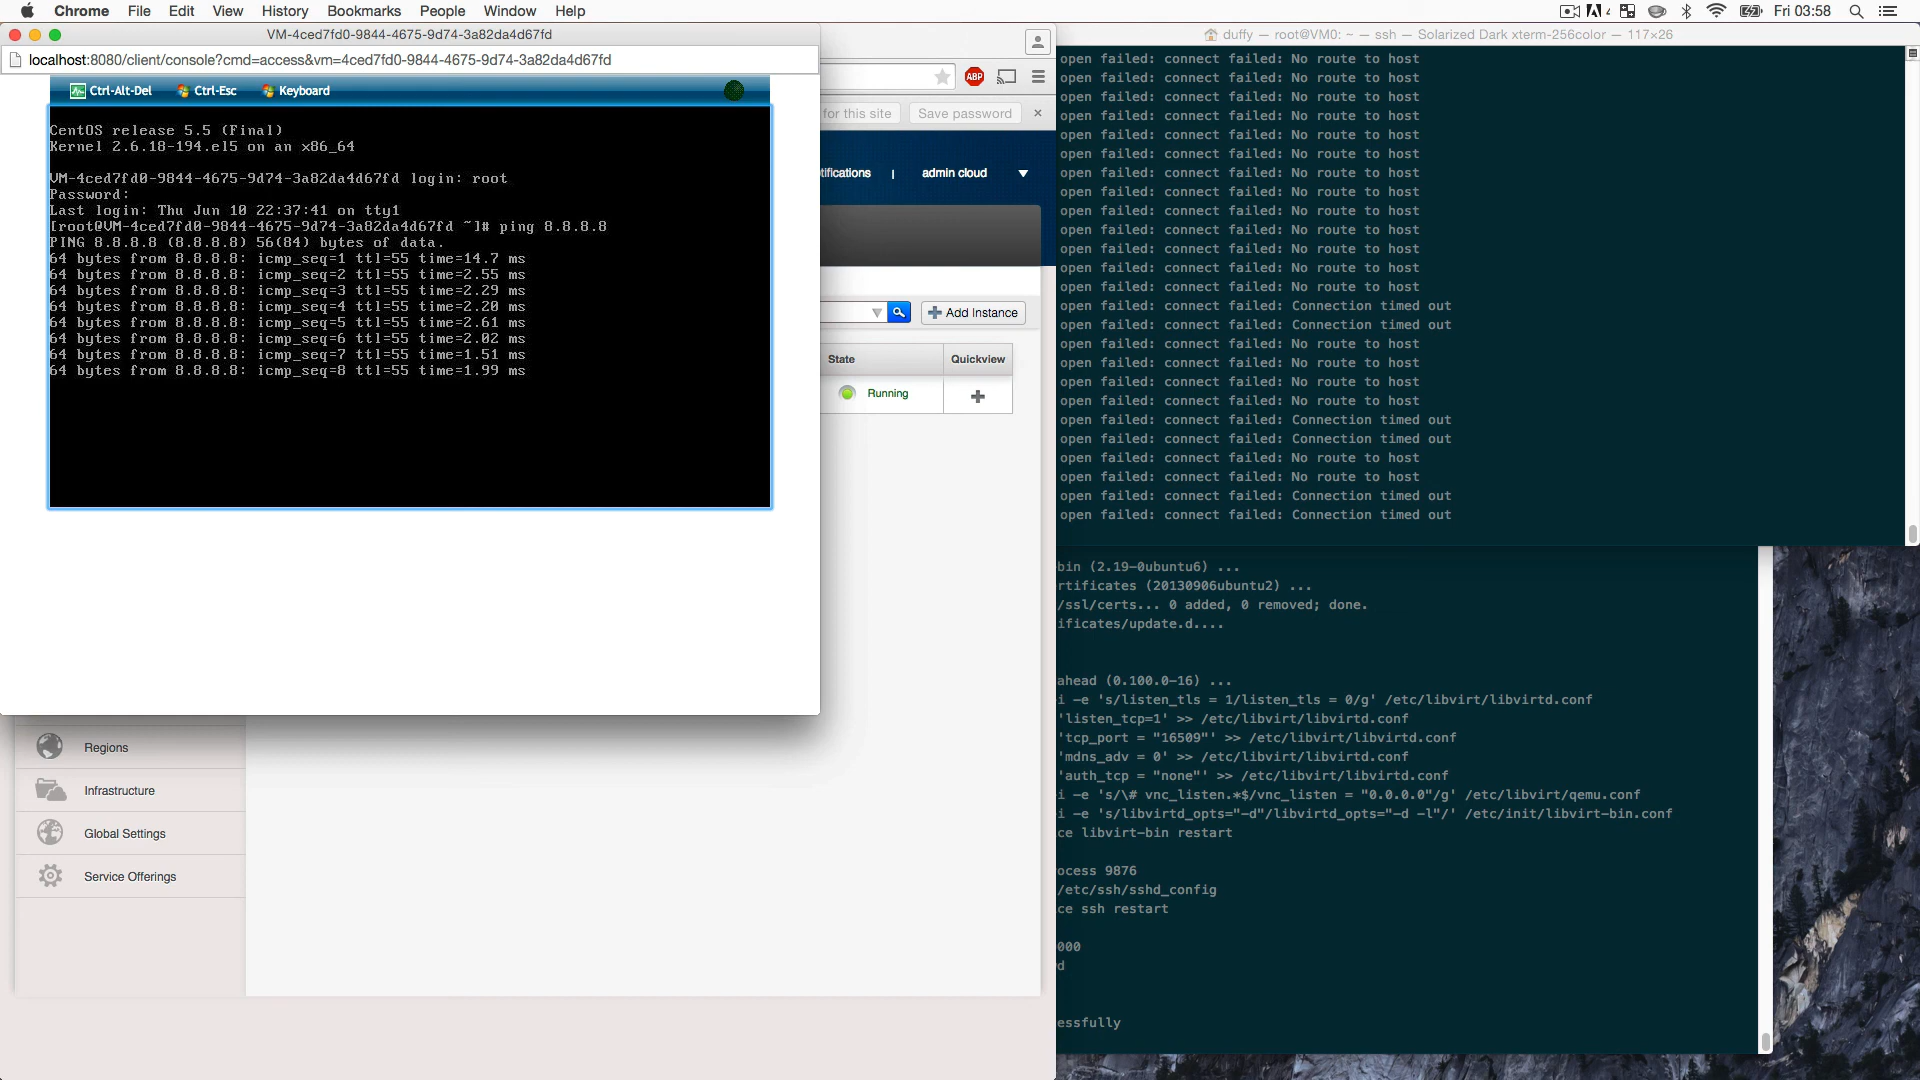 Chrome File Edit View History Bookmarks People Window Help
4
Fri 03:58
VM-4ced7fd0-9844-4675-9d74-3a82da4d67fd
localhost:8080/client/console?cmd=access&vm=4ced7fd0-9844-4675-9d74-3a82da4d67fd
Ctrl-Alt-Del Ctrl-Esc Keyboard
CentOS release 5.5 (Final)
Kernel 2.6.18-194.el5 on an x86_64
VM-4ced7fd0-9844-4675-9d74-3a82da4d67fd login: root
Password:
Last login: Thu Jun 10 22:37:41 on tty1
[root@VM-4ced7fd0-9844-4675-9d74-3a82da4d67fd ~]# ping 8.8.8.8
PING 8.8.8.8 (8.8.8.8) 56(84) bytes of data.
64 bytes from 8.8.8.8: icmp_seq=1 ttl=55 time=14.7 ms
64 bytes from 8.8.8.8: icmp_seq=2 ttl=55 time=2.55 ms
64 bytes from 8.8.8.8: icmp_seq=3 ttl=55 time=2.29 ms
64 bytes from 8.8.8.8: icmp_seq=4 ttl=55 time=2.20 ms
64 bytes from 8.8.8.8: icmp_seq=5 ttl=55 time=2.61 ms
64 bytes from 8.8.8.8: icmp_seq=6 ttl=55 time=2.02 ms
64 bytes from 8.8.8.8: icmp_seq=7 ttl=55 time=1.51 ms
64 bytes from 8.8.8.8: icmp_seq=8 ttl=55 time=1.99 ms
ABP
for this site Save password ×
tifications | admin cloud
Add Instance
State Quickview
Running
Regions
Infrastructure
Global Settings
Service Offerings
duffy — root@VM0: ~ — ssh — Solarized Dark xterm-256color — 117×26
open failed: connect failed: No route to host
open failed: connect failed: No route to host
open failed: connect failed: No route to host
open failed: connect failed: No route to host
open failed: connect failed: No route to host
open failed: connect failed: No route to host
open failed: connect failed: No route to host
open failed: connect failed: No route to host
open failed: connect failed: No route to host
open failed: connect failed: No route to host
open failed: connect failed: No route to host
open failed: connect failed: No route to host
open failed: connect failed: No route to host
open failed: connect failed: Connection timed out
open failed: connect failed: Connection timed out
open failed: connect failed: No route to host
open failed: connect failed: No route to host
open failed: connect failed: No route to host
open failed: connect failed: No route to host
open failed: connect failed: Connection timed out
open failed: connect failed: Connection timed out
open failed: connect failed: No route to host
open failed: connect failed: No route to host
open failed: connect failed: Connection timed out
open failed: connect failed: Connection timed out
bin (2.19-0ubuntu6) ...
rtificates (20130906ubuntu2) ...
/ssl/certs... 0 added, 0 removed; done.
ificates/update.d....
ahead (0.100.0-16) ...
i -e 's/listen_tls = 1/listen_tls = 0/g' /etc/libvirt/libvirtd.conf
'listen_tcp=1' >> /etc/libvirt/libvirtd.conf
'tcp_port = "16509"' >> /etc/libvirt/libvirtd.conf
'mdns_adv = 0' >> /etc/libvirt/libvirtd.conf
'auth_tcp = "none"' >> /etc/libvirt/libvirtd.conf
i -e 's/\# vnc_listen.*$/vnc_listen = "0.0.0.0"/g' /etc/libvirt/qemu.conf
i -e 's/libvirtd_opts="-d"/libvirtd_opts="-d -l"/' /etc/init/libvirt-bin.conf
ce libvirt-bin restart
ocess 9876
/etc/ssh/sshd_config
ce ssh restart
000
d
essfully